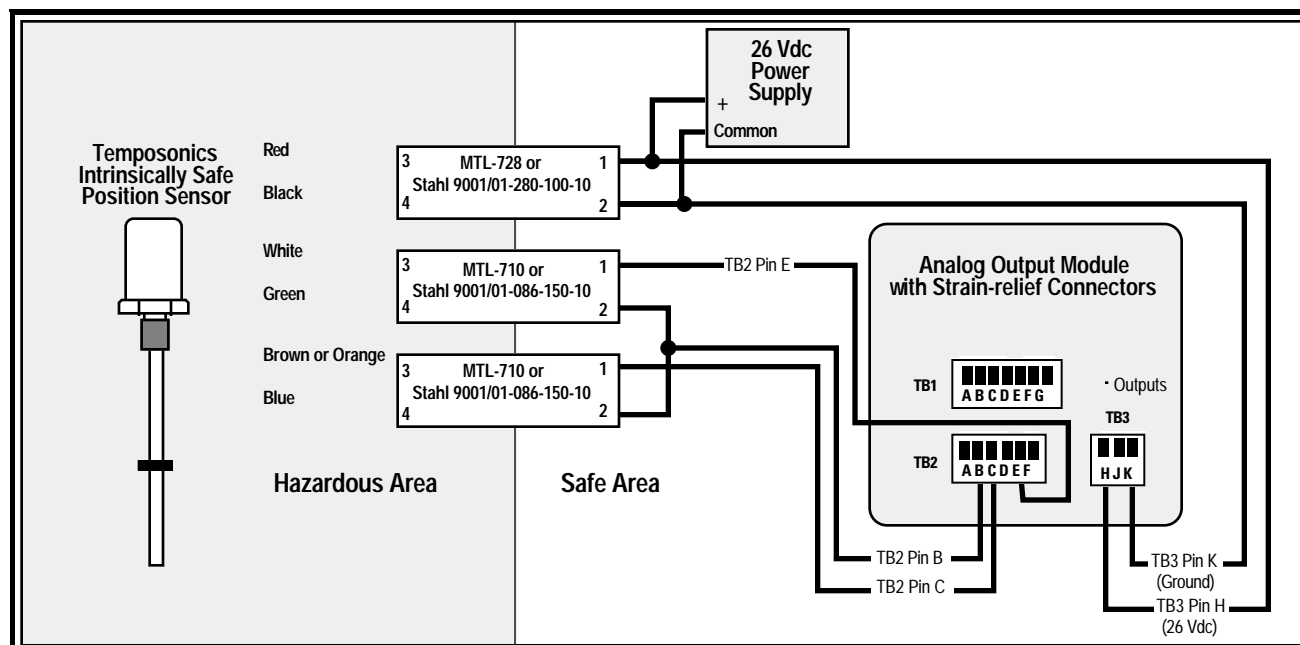 26 Vdc
Power
Supply
+
Common
Temposonics
Intrinsically Safe
Position Sensor
Red
Black
3
MTL-728 or
1
Stahl 9001/01-280-100-10
4
2
White
Green
3
MTL-710 or
1
Stahl 9001/01-086-150-10
4
2
TB2 Pin E
Brown or Orange
Blue
3
MTL-710 or
1
Stahl 9001/01-086-150-10
4
2
Analog Output Module
with Strain-relief Connectors
TB1
A B C D E F G
· Outputs
TB3
H J K
TB2
A B C D E F
Hazardous Area
Safe Area
TB2 Pin B
TB2 Pin C
TB3 Pin K
(Ground)
TB3 Pin H
(26 Vdc)